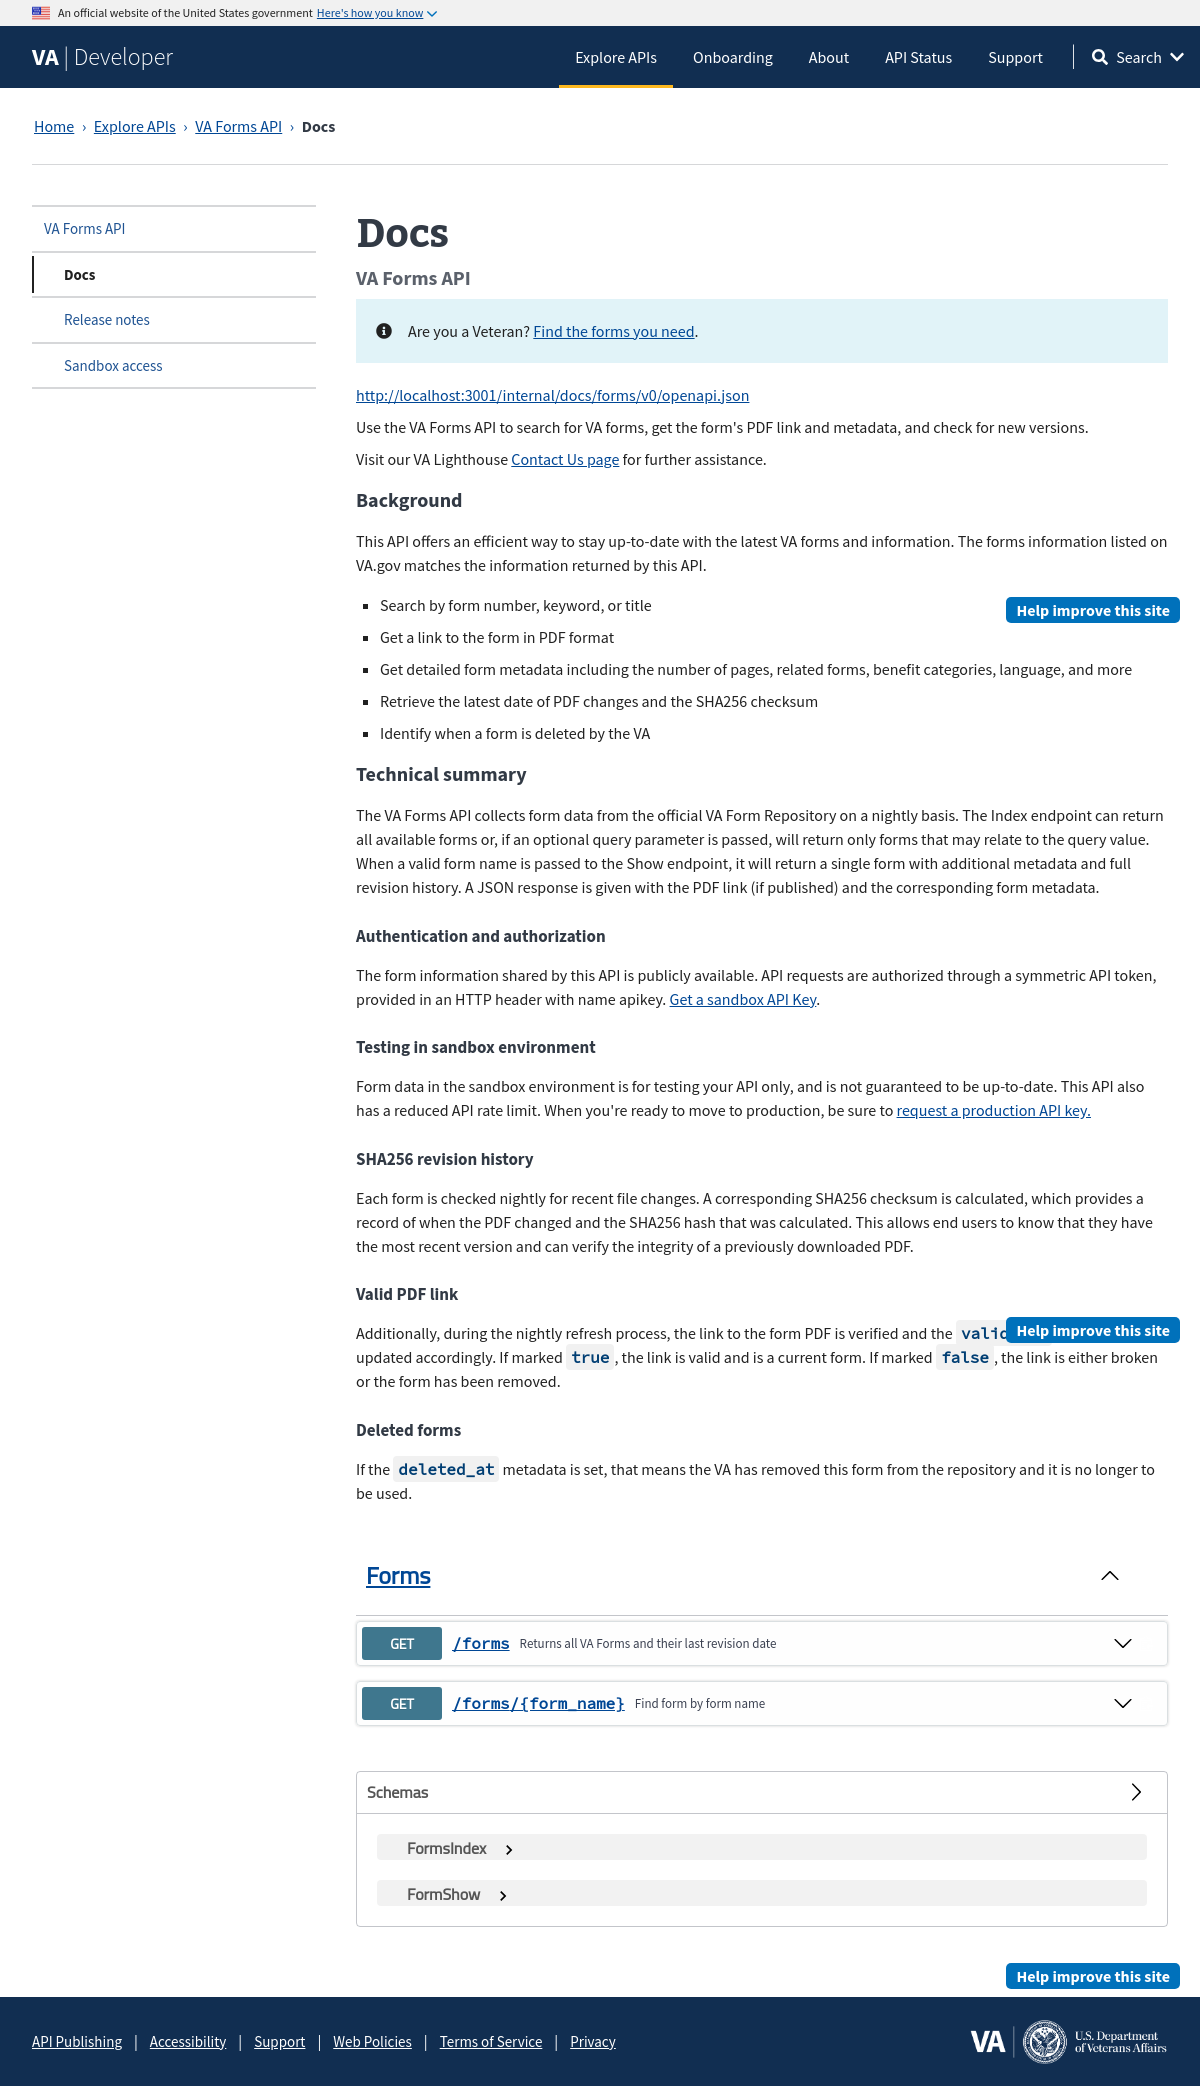 An official website of the United States government Here's how you know
VA | Developer
Explore APIs
Onboarding
About
API Status
Support
Search
Home › Explore APIs › VA Forms API › Docs
VA Forms API
Docs
Release notes
Sandbox access
Docs
VA Forms API
Are you a Veteran? Find the forms you need.
http://localhost:3001/internal/docs/forms/v0/openapi.json
Use the VA Forms API to search for VA forms, get the form's PDF link and metadata, and check for new versions.
Visit our VA Lighthouse Contact Us page for further assistance.
Background
This API offers an efficient way to stay up-to-date with the latest VA forms and information. The forms information listed on
VA.gov matches the information returned by this API.
Search by form number, keyword, or title
Help improve this site
Get a link to the form in PDF format
Get detailed form metadata including the number of pages, related forms, benefit categories, language, and more
Retrieve the latest date of PDF changes and the SHA256 checksum
Identify when a form is deleted by the VA
Technical summary
The VA Forms API collects form data from the official VA Form Repository on a nightly basis. The Index endpoint can return
all available forms or, if an optional query parameter is passed, will return only forms that may relate to the query value.
When a valid form name is passed to the Show endpoint, it will return a single form with additional metadata and full
revision history. A JSON response is given with the PDF link (if published) and the corresponding form metadata.
Authentication and authorization
The form information shared by this API is publicly available. API requests are authorized through a symmetric API token,
provided in an HTTP header with name apikey. Get a sandbox API Key.
Testing in sandbox environment
Form data in the sandbox environment is for testing your API only, and is not guaranteed to be up-to-date. This API also
has a reduced API rate limit. When you're ready to move to production, be sure to request a production API key.
SHA256 revision history
Each form is checked nightly for recent file changes. A corresponding SHA256 checksum is calculated, which provides a
record of when the PDF changed and the SHA256 hash that was calculated. This allows end users to know that they have
the most recent version and can verify the integrity of a previously downloaded PDF.
Valid PDF link
Additionally, during the nightly refresh process, the link to the form PDF is verified and the
Help improve this site
updated accordingly. If marked true, the link is valid and is a current form. If marked false, the link is either broken
or the form has been removed.
Deleted forms
If the deleted_at metadata is set, that means the VA has removed this form from the repository and it is no longer to
be used.
Forms
GET /forms Returns all VA Forms and their last revision date
GET /forms/{form_name} Find form by form name
Schemas
FormsIndex
FormShow
Help improve this site
API Publishing | Accessibility | Support | Web Policies | Terms of Service | Privacy
VA | U.S. Department
of Veterans Affairs